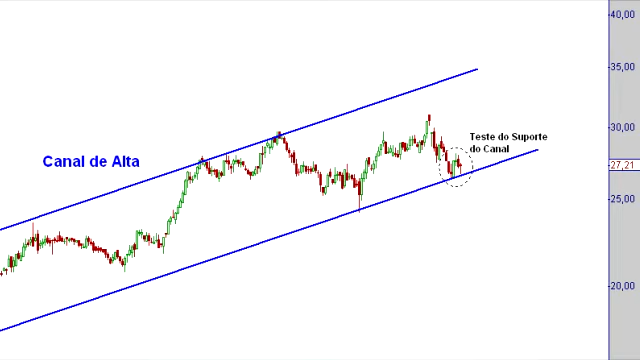 40,00
35,00
30,00
Teste do Suporte
do Canal
Canal de Alta
27,21
25,00
20,00